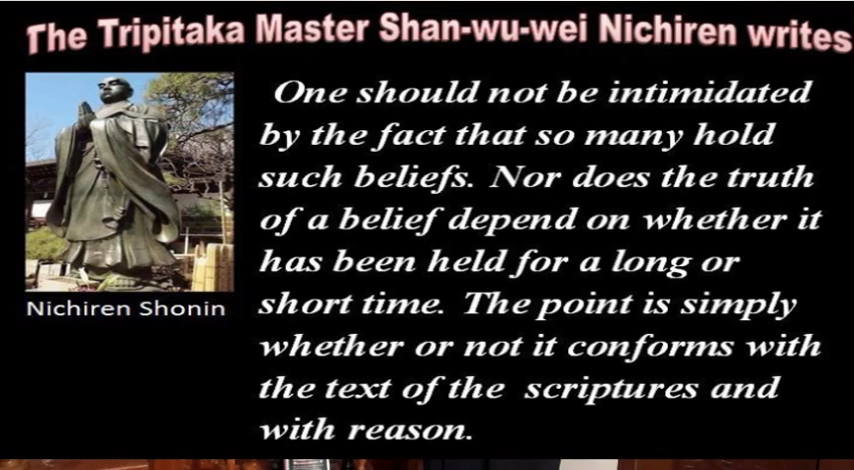 The Tripitaka Master Shan-wu-wei Nichiren writes
One should not be intimidated
by the fact that so many hold
such beliefs. Nor does the truth
of a belief depend on whether it
has been held for a long or
short time. The point is simply
whether or not it conforms with
the text of the scriptures and
with reason.
Nichiren Shonin